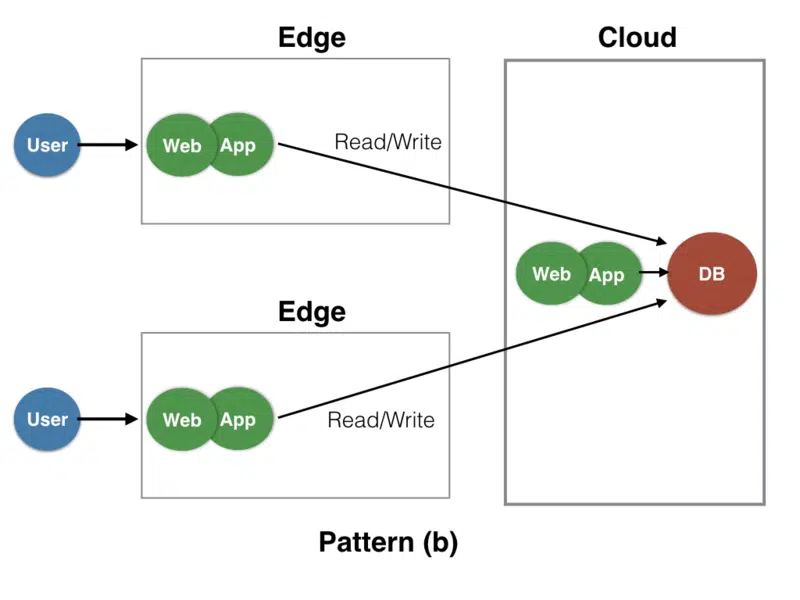 Edge
Cloud
User
Web
App
Read/Write
Web
App
DB
Edge
User
Web
App
Read/Write
Pattern (b)